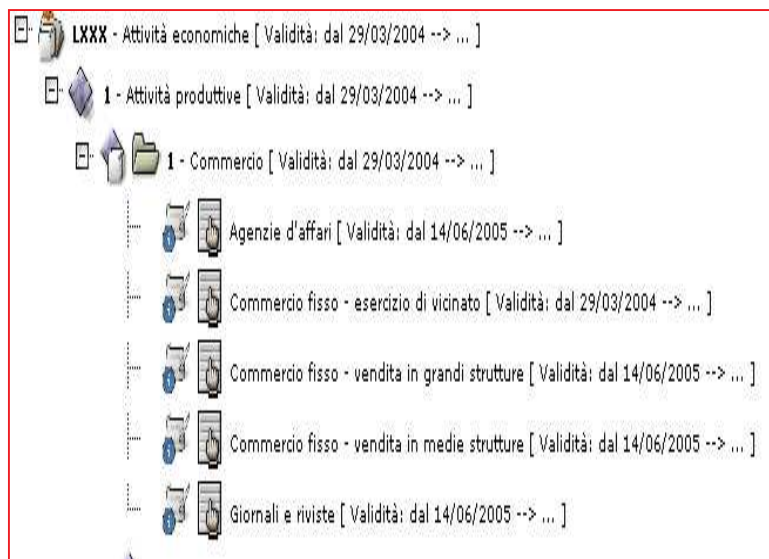 LXXX - Attività economiche [ Validità: dal 29/03/2004 --> ... ]
1 - Attività produttive [ Validità: dal 29/03/2004 --> ... ]
1 - Commercio [ Validità: dal 29/03/2004 --> ... ]
Agenzie d'affari [ Validità: dal 14/06/2005 --> ... ]
Commercio fisso - esercizio di vicinato [ Validità: dal 29/03/2004 --> ... ]
Commercio fisso - vendita in grandi strutture [ Validità: dal 14/06/2005 --> ... ]
Commercio fisso - vendita in medie strutture [ Validità: dal 14/06/2005 --> ... ]
Giornali e riviste [ Validità: dal 14/06/2005 --> ... ]